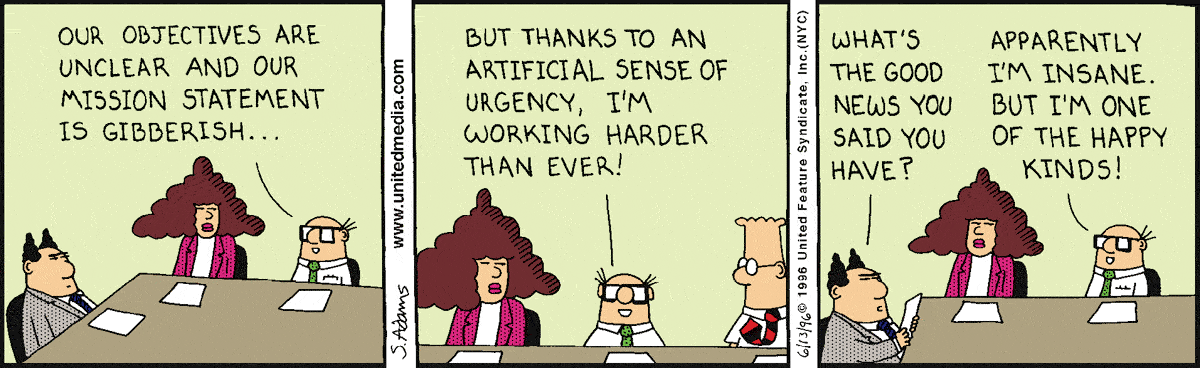 OUR OBJECTIVES ARE
UNCLEAR AND OUR
MISSION STATEMENT
IS GIBBERISH...
S. Adams
www.unitedmedia.com
BUT THANKS TO AN
ARTIFICIAL SENSE OF
URGENCY, I'M
WORKING HARDER
THAN EVER!
6/13/96 © 1996 United Feature Syndicate, Inc.(NYC)
WHAT'S
THE GOOD
NEWS YOU
SAID YOU
HAVE?
APPARENTLY
I'M INSANE.
BUT I'M ONE
OF THE HAPPY
KINDS!